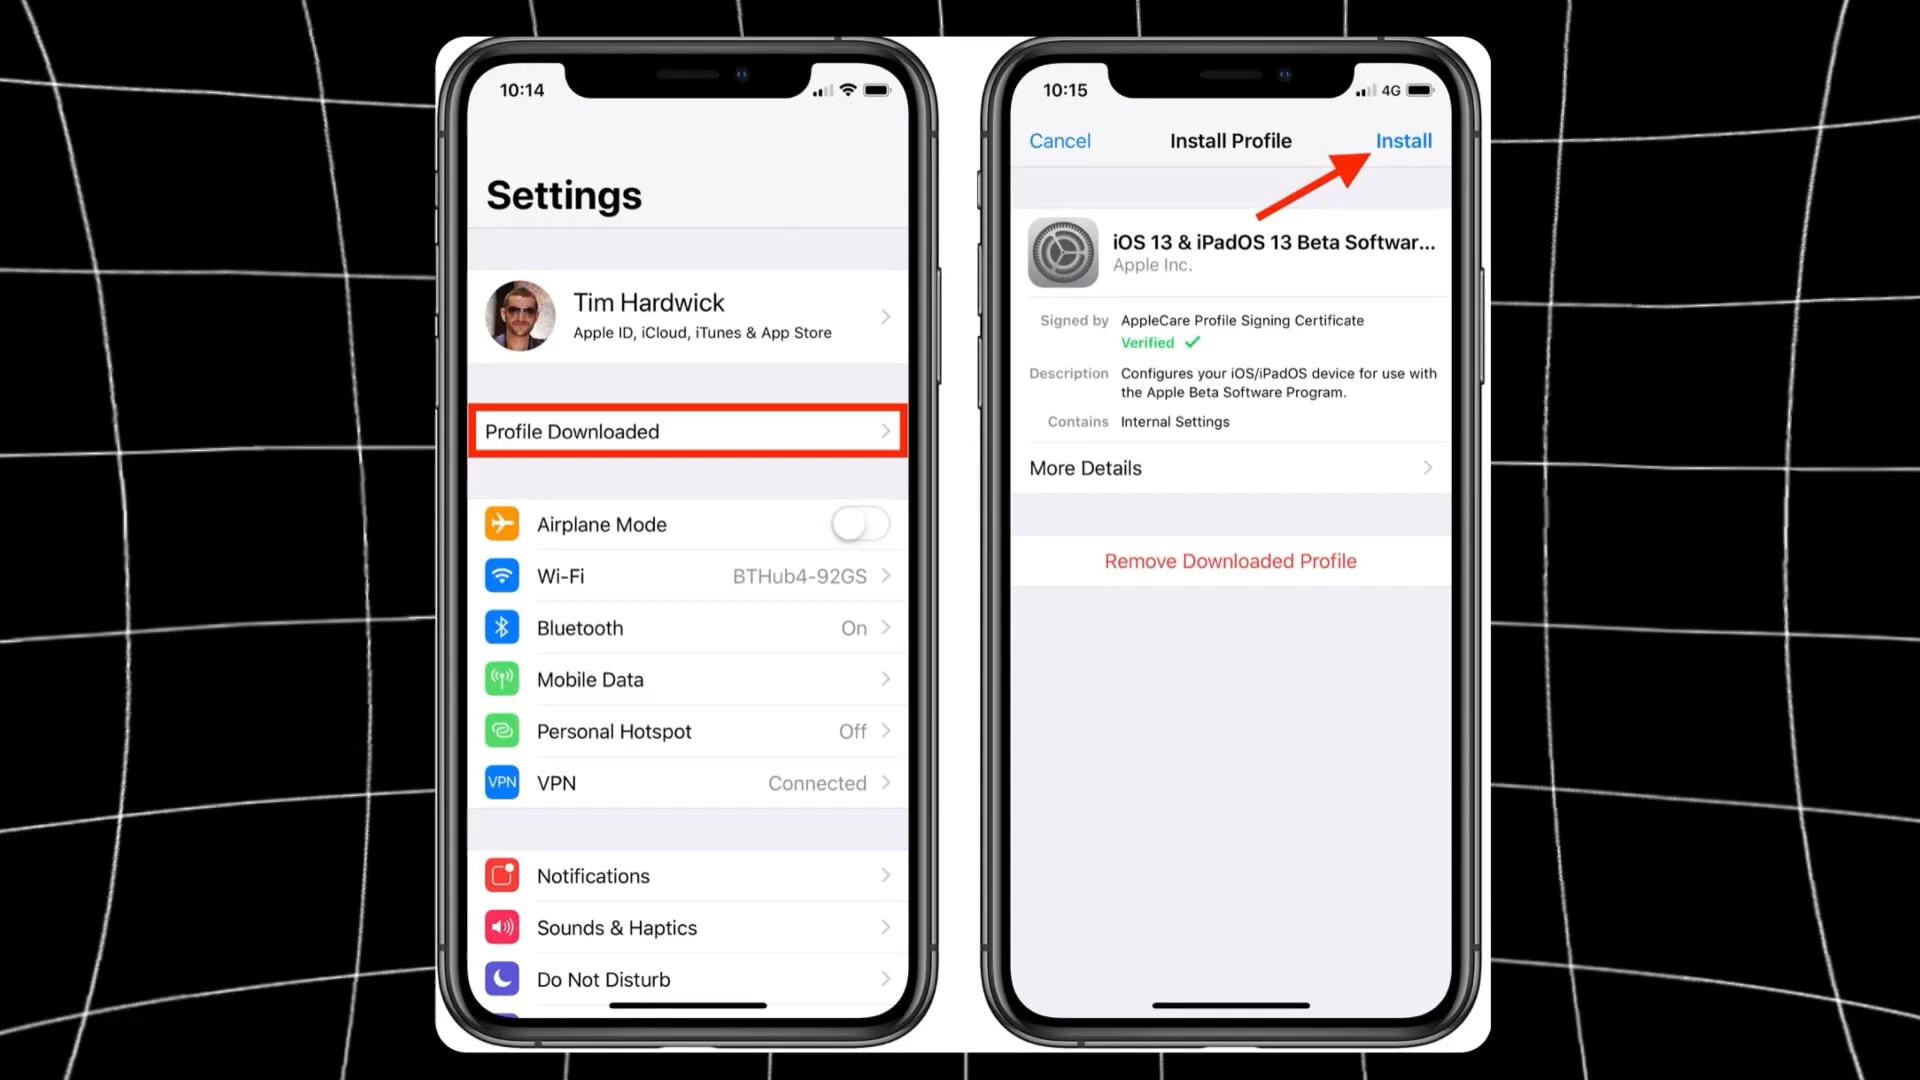 10:14
Settings
Tim Hardwick
Apple ID, iCloud, iTunes & App Store
Profile Downloaded
Airplane Mode
Wi-Fi BTHub4-92GS
Bluetooth On
Mobile Data
Personal Hotspot Off
VPN VPN Connected
Notifications
Sounds & Haptics
Do Not Disturb
10:15 4G
Cancel Install Profile Install
iOS 13 & iPadOS 13 Beta Softwar...
Apple Inc.
Signed by AppleCare Profile Signing Certificate
Verified
Description Configures your iOS/iPadOS device for use with
the Apple Beta Software Program.
Contains Internal Settings
More Details
Remove Downloaded Profile